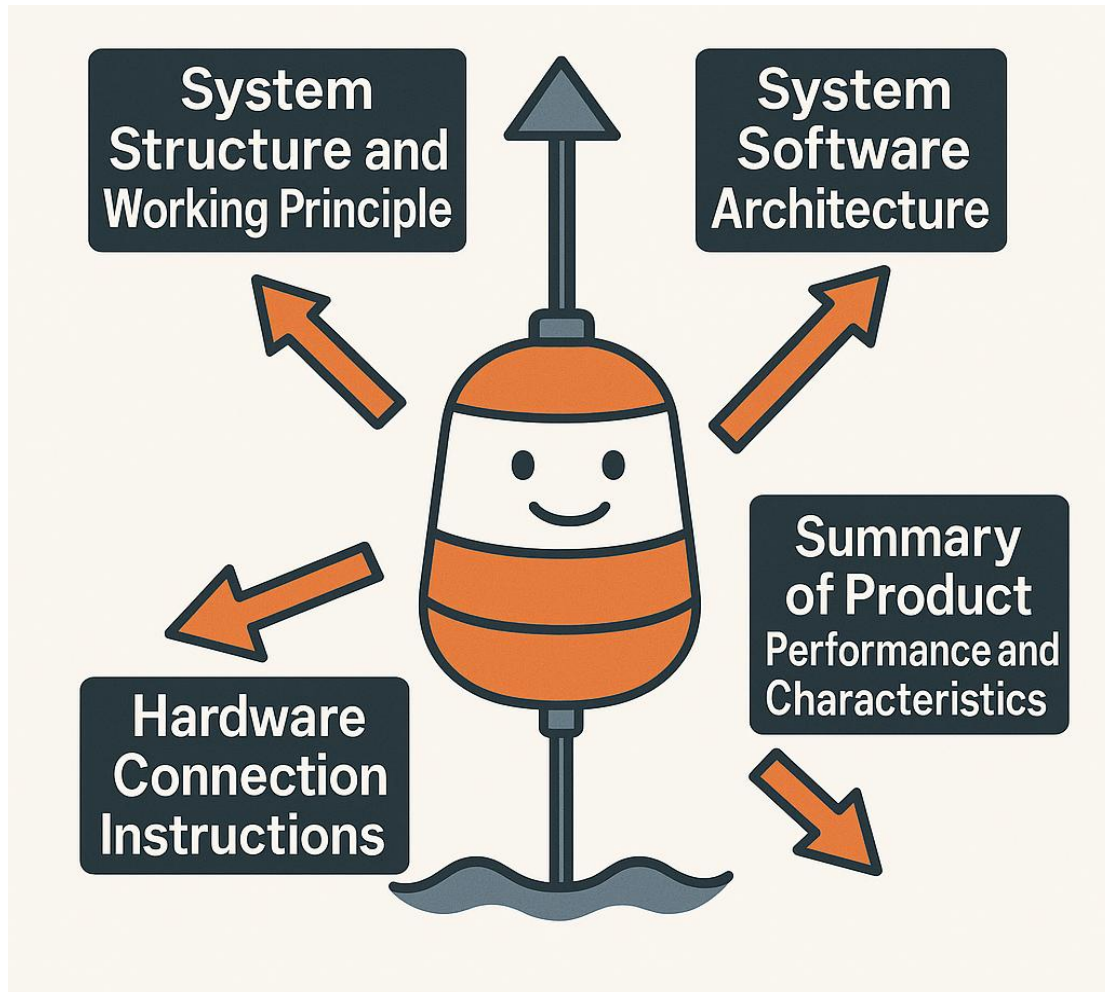 System
Structure and
Working Principle
System
Software
Architecture
Summary
of Product
Performance and
Characteristics
Hardware
Connection
Instructions